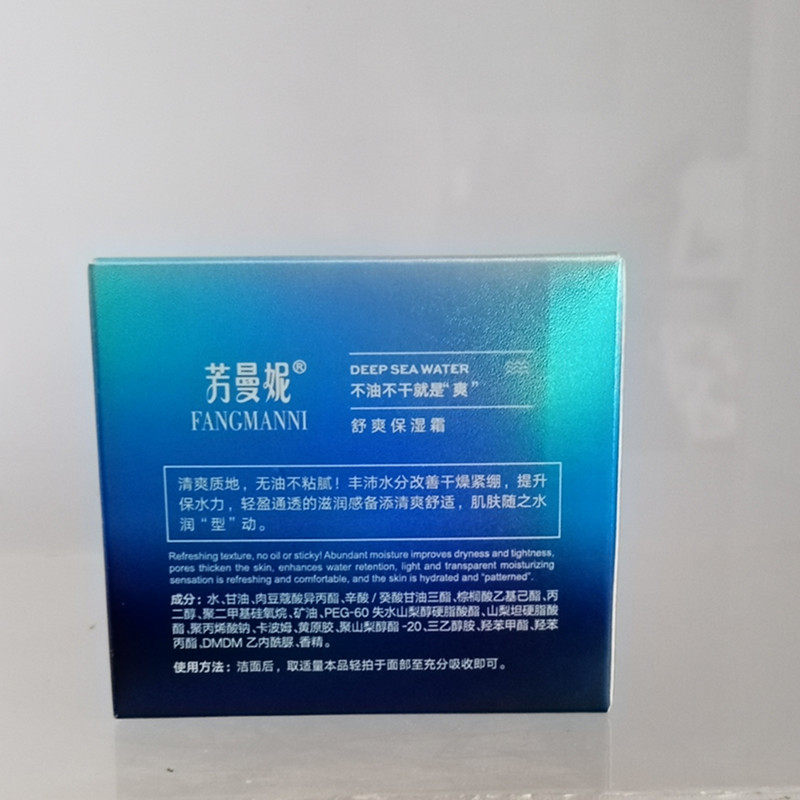 芳曼妮®
FANGMANNI
DEEP SEA WATER
不油不干就是“爽”
舒爽保湿霜
清爽质地，无油不粘腻！丰沛水分改善干燥紧绷，提升
保水力，轻盈通透的滋润感备添清爽舒适，肌肤随之水
润“型”动。
Refreshing texture, no oil or sticky! Abundant moisture improves dryness and tightness,
pores thicken the skin, enhances water retention, light and transparent moisturizing
sensation is refreshing and comfortable, and the skin is hydrated and “patterned”.
成分：水、甘油、肉豆蔻酸异丙酯、辛酸 / 癸酸甘油三酯、棕榈酸乙基己酯、丙
二醇、聚二甲基硅氧烷、矿油、PEG-60 失水山梨醇硬脂酸酯、山梨坦硬脂酸
酯、聚丙烯酸钠、卡波姆、黄原胶、聚山梨醇酯 -20、三乙醇胺、羟苯甲酯、羟苯
丙酯、DMDM 乙内酰脲、香精。
使用方法：洁面后，取适量本品轻拍于面部至充分吸收即可。